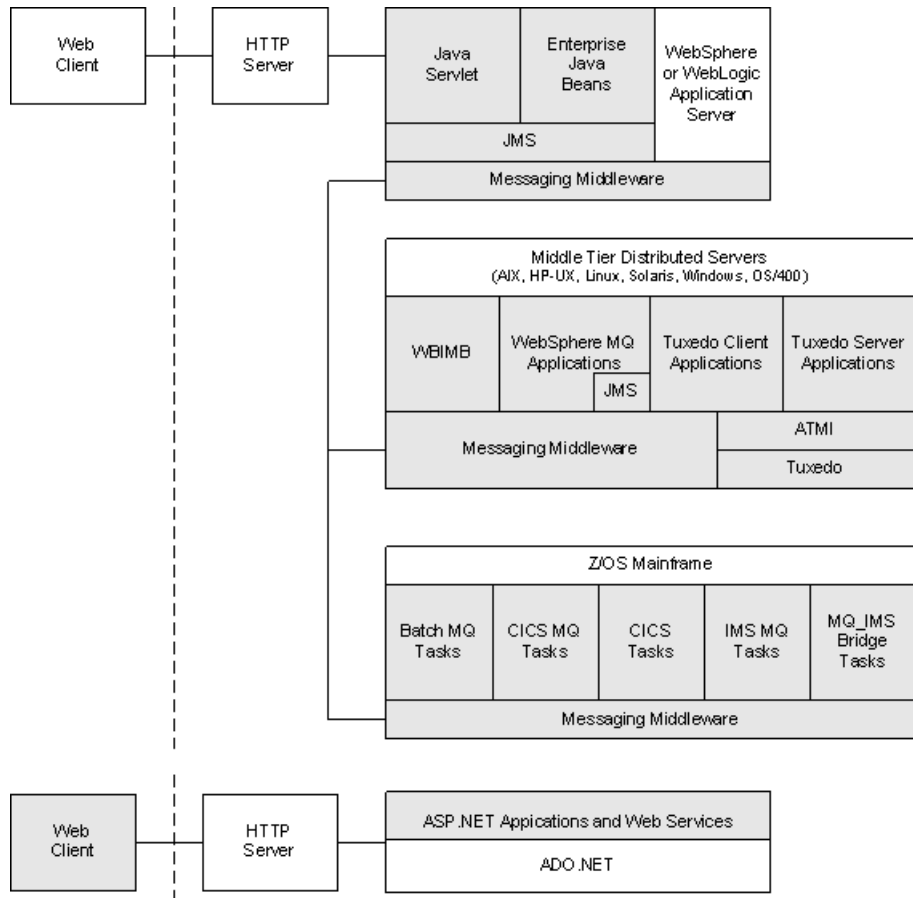 Web
Client
HTTP
Server
Java
Servlet
Enterprise
Java
Beans
WebSphere
or WebLogic
Application
Server
JMS
Messaging Middleware
Middle Tier Distributed Servers
(AIX, HP-UX, Linux, Solaris, Windows, OS/400)
WBIMB
WebSphere MQ
Applications
JMS
Tuxedo Client
Applications
Tuxedo Server
Applications
Messaging Middleware
ATMI
Tuxedo
Z/OS Mainframe
Batch MQ
Tasks
CICS MQ
Tasks
CICS
Tasks
IMS MQ
Tasks
MQ_IMS
Bridge
Tasks
Messaging Middleware
Web
Client
HTTP
Server
ASP.NET Appications and Web Services
ADO.NET